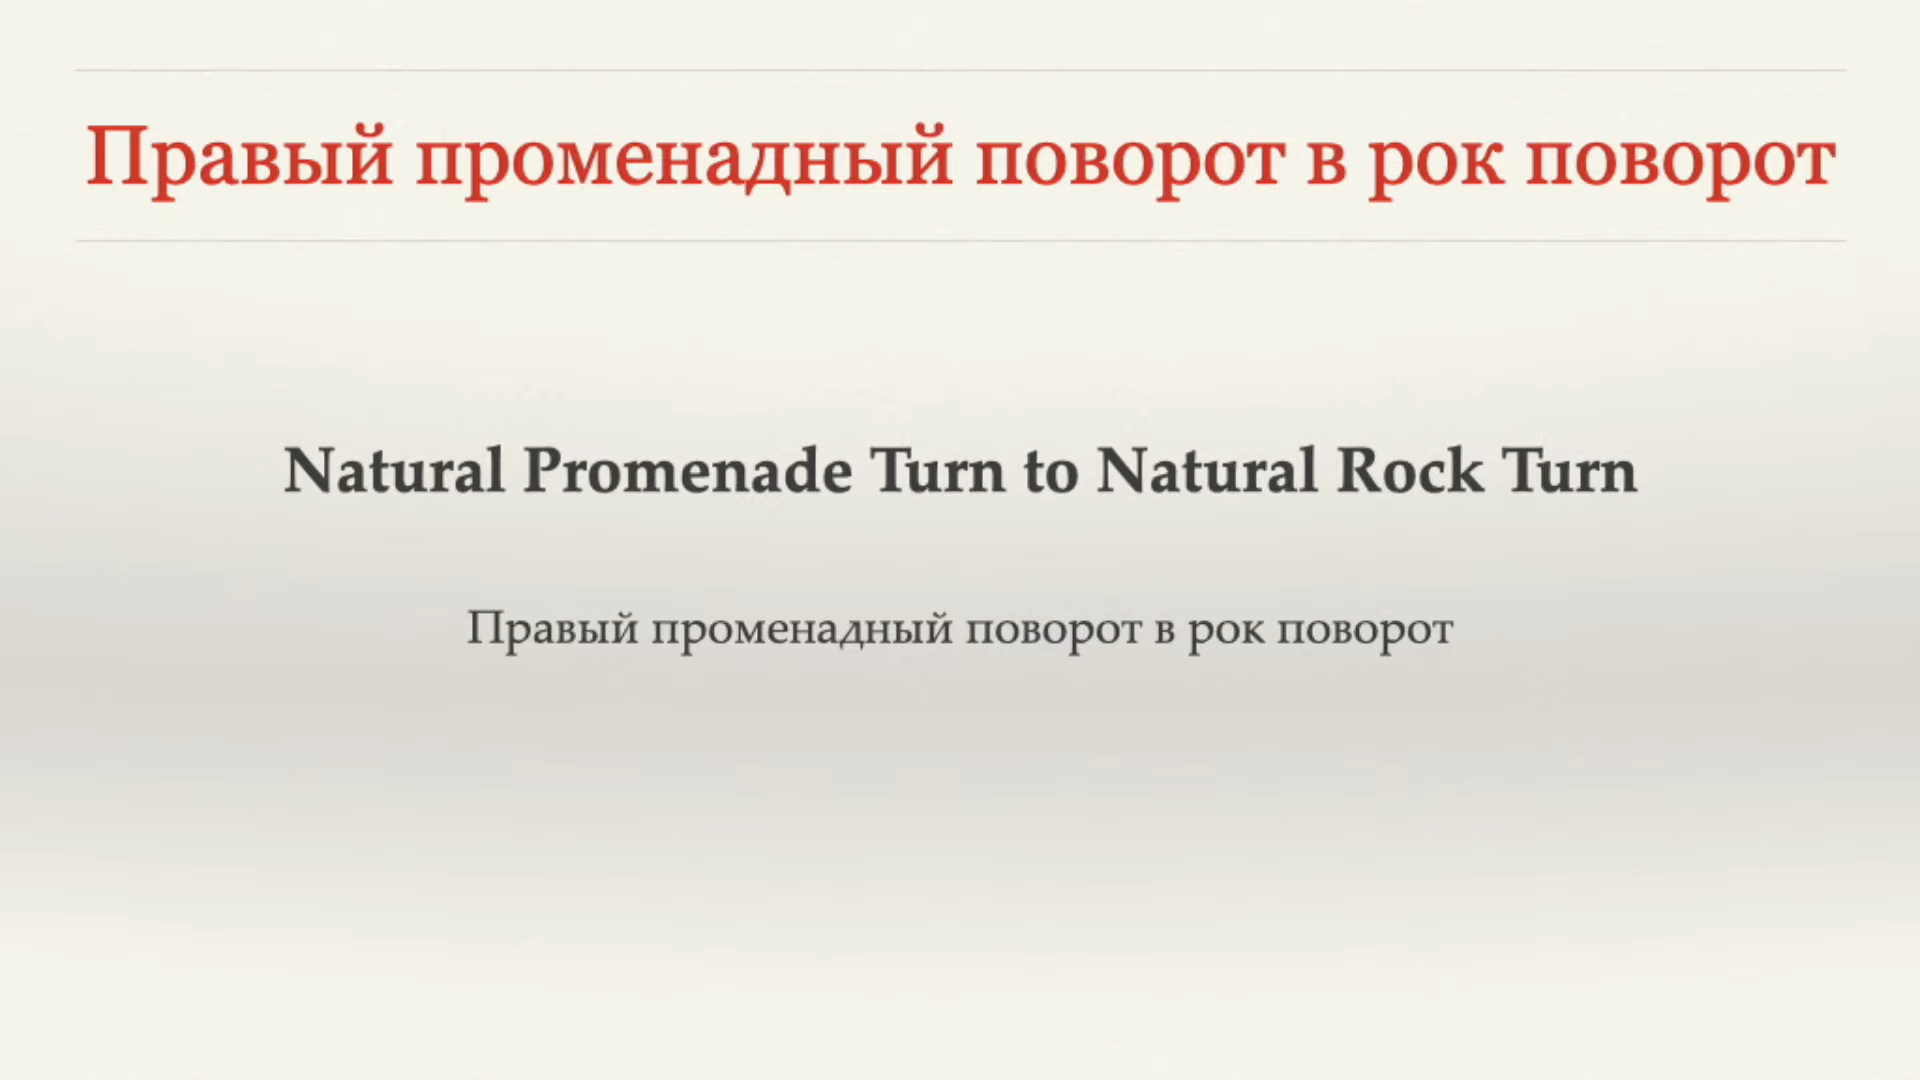 Правый променадный поворот в рок поворот
Natural Promenade Turn to Natural Rock Turn
Правый променадный поворот в рок поворот